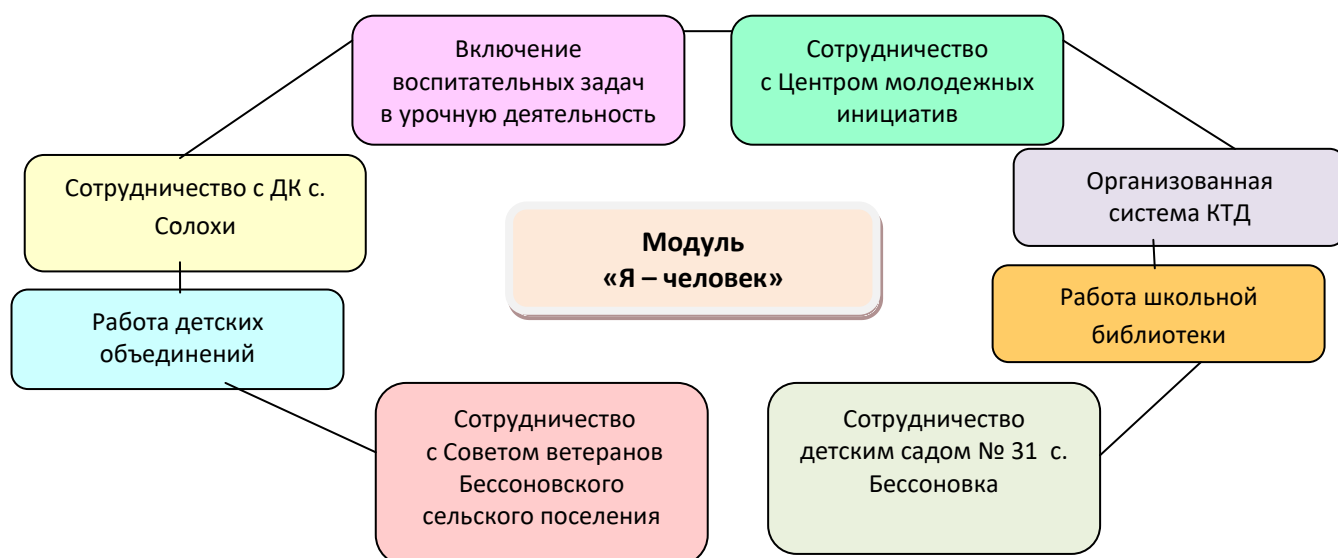 Включение
воспитательных задач
в урочную деятельность
Сотрудничество
с Центром молодежных
инициатив
Сотрудничество с ДК с.
Солохи
Организованная
система КТД
Модуль
«Я – человек»
Работа детских
объединений
Работа школьной
библиотеки
Сотрудничество
с Советом ветеранов
Бессоновского
сельского поселения
Сотрудничество
детским садом № 31 с.
Бессоновка